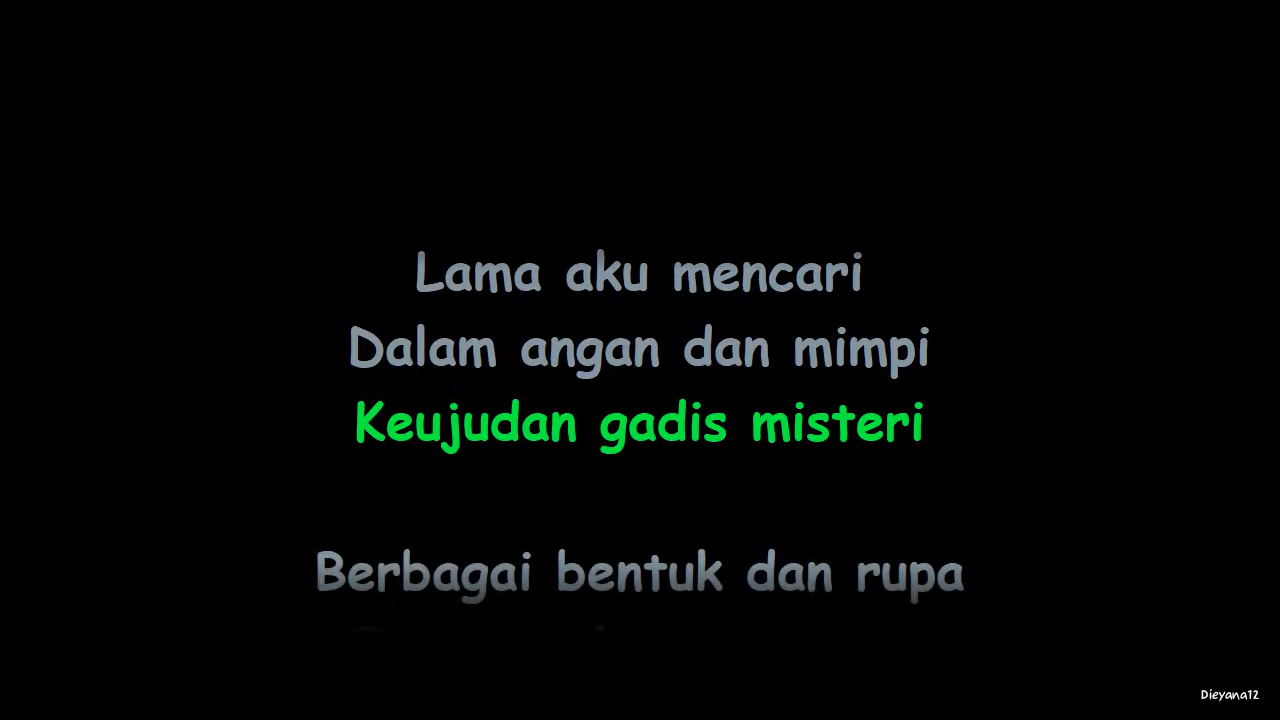 Lama aku mencari
Dalam angan dan mimpi
Keujudan gadis misteri
Berbagai bentuk dan rupa
Dieyana12